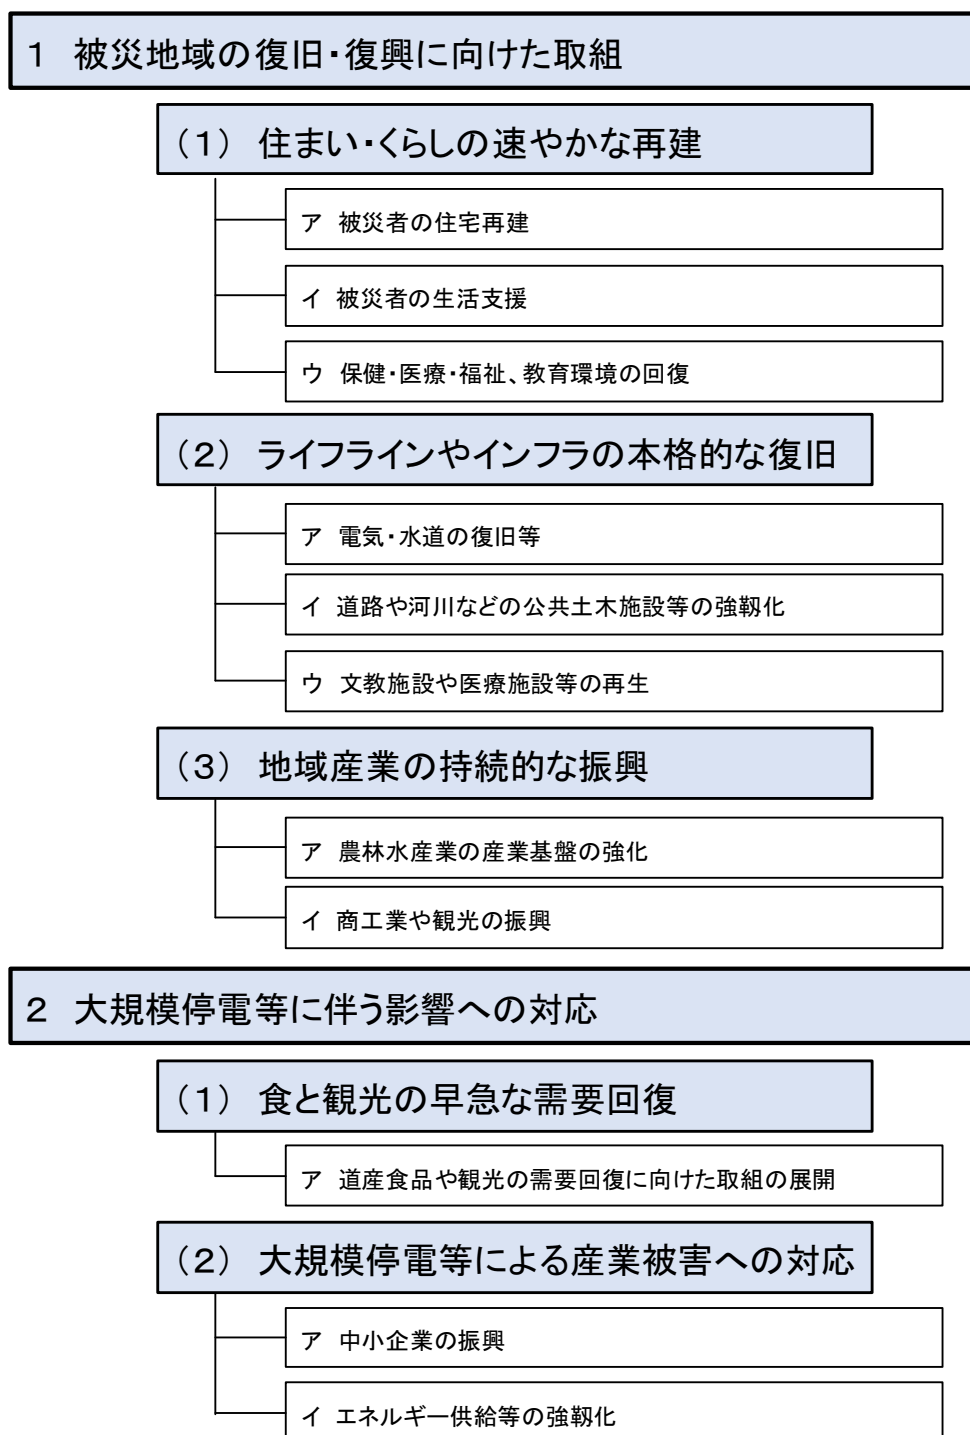 １ 被災地域の復旧・復興に向けた取組
（１） 住まい・くらしの速やかな再建
ア 被災者の住宅再建
イ 被災者の生活支援
ウ 保健・医療・福祉、教育環境の回復
（２） ライフラインやインフラの本格的な復旧
ア 電気・水道の復旧等
イ 道路や河川などの公共土木施設等の強靱化
ウ 文教施設や医療施設等の再生
（３） 地域産業の持続的な振興
ア 農林水産業の産業基盤の強化
イ 商工業や観光の振興
２ 大規模停電等に伴う影響への対応
（１） 食と観光の早急な需要回復
ア 道産食品や観光の需要回復に向けた取組の展開
（２） 大規模停電等による産業被害への対応
ア 中小企業の振興
イ エネルギー供給等の強靱化